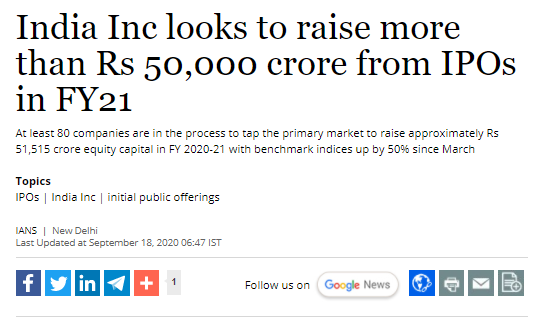 India Inc looks to raise more
than Rs 50,000 crore from IPOs
in FY21
At least 80 companies are in the process to tap the primary market to raise approximately Rs
51,515 crore equity capital in FY 2020-21 with benchmark indices up by 50% since March
Topics
IPOs | India Inc | initial public offerings
IANS | New Delhi
Last Updated at September 18, 2020 06:47 IST
f in + 1 Follow us on Google News